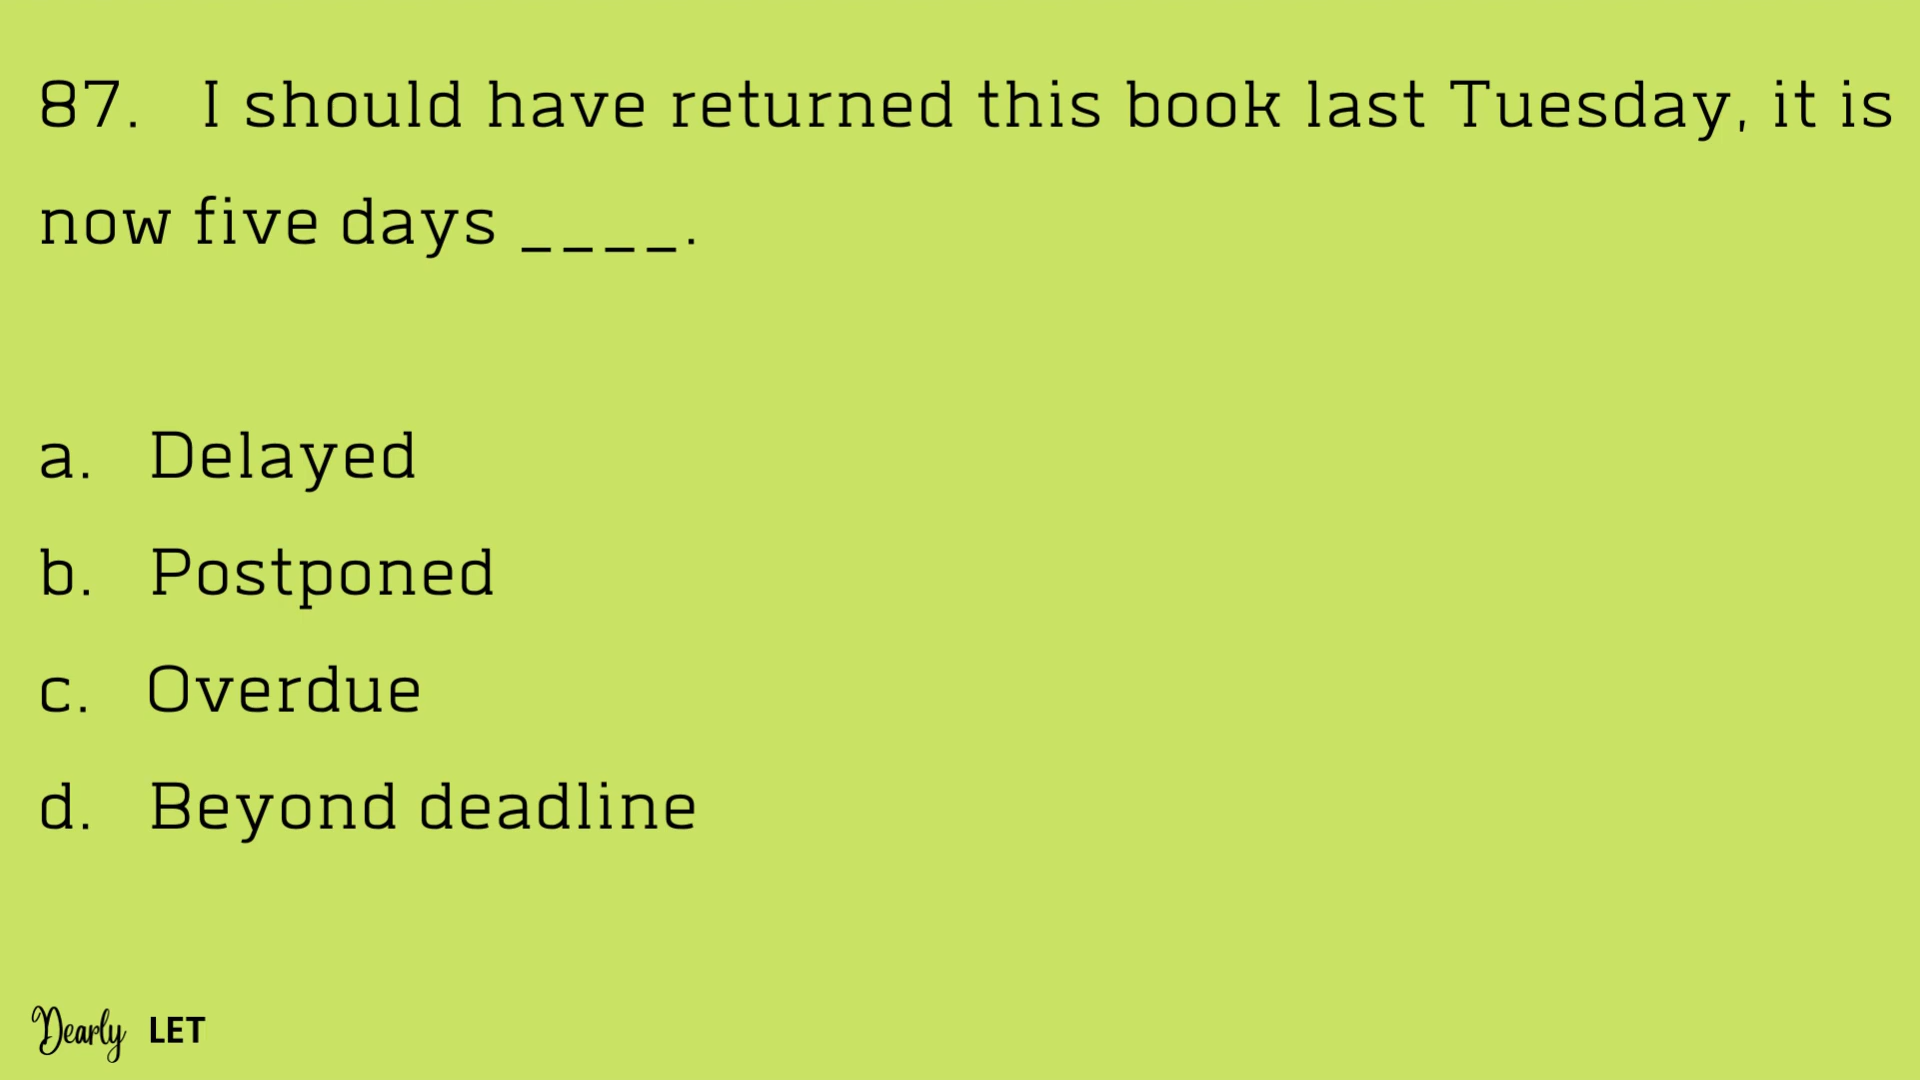 87. I should have returned this book last Tuesday, it is
now five days ____.
a. Delayed
b. Postponed
c. Overdue
d. Beyond deadline
Dearly LET